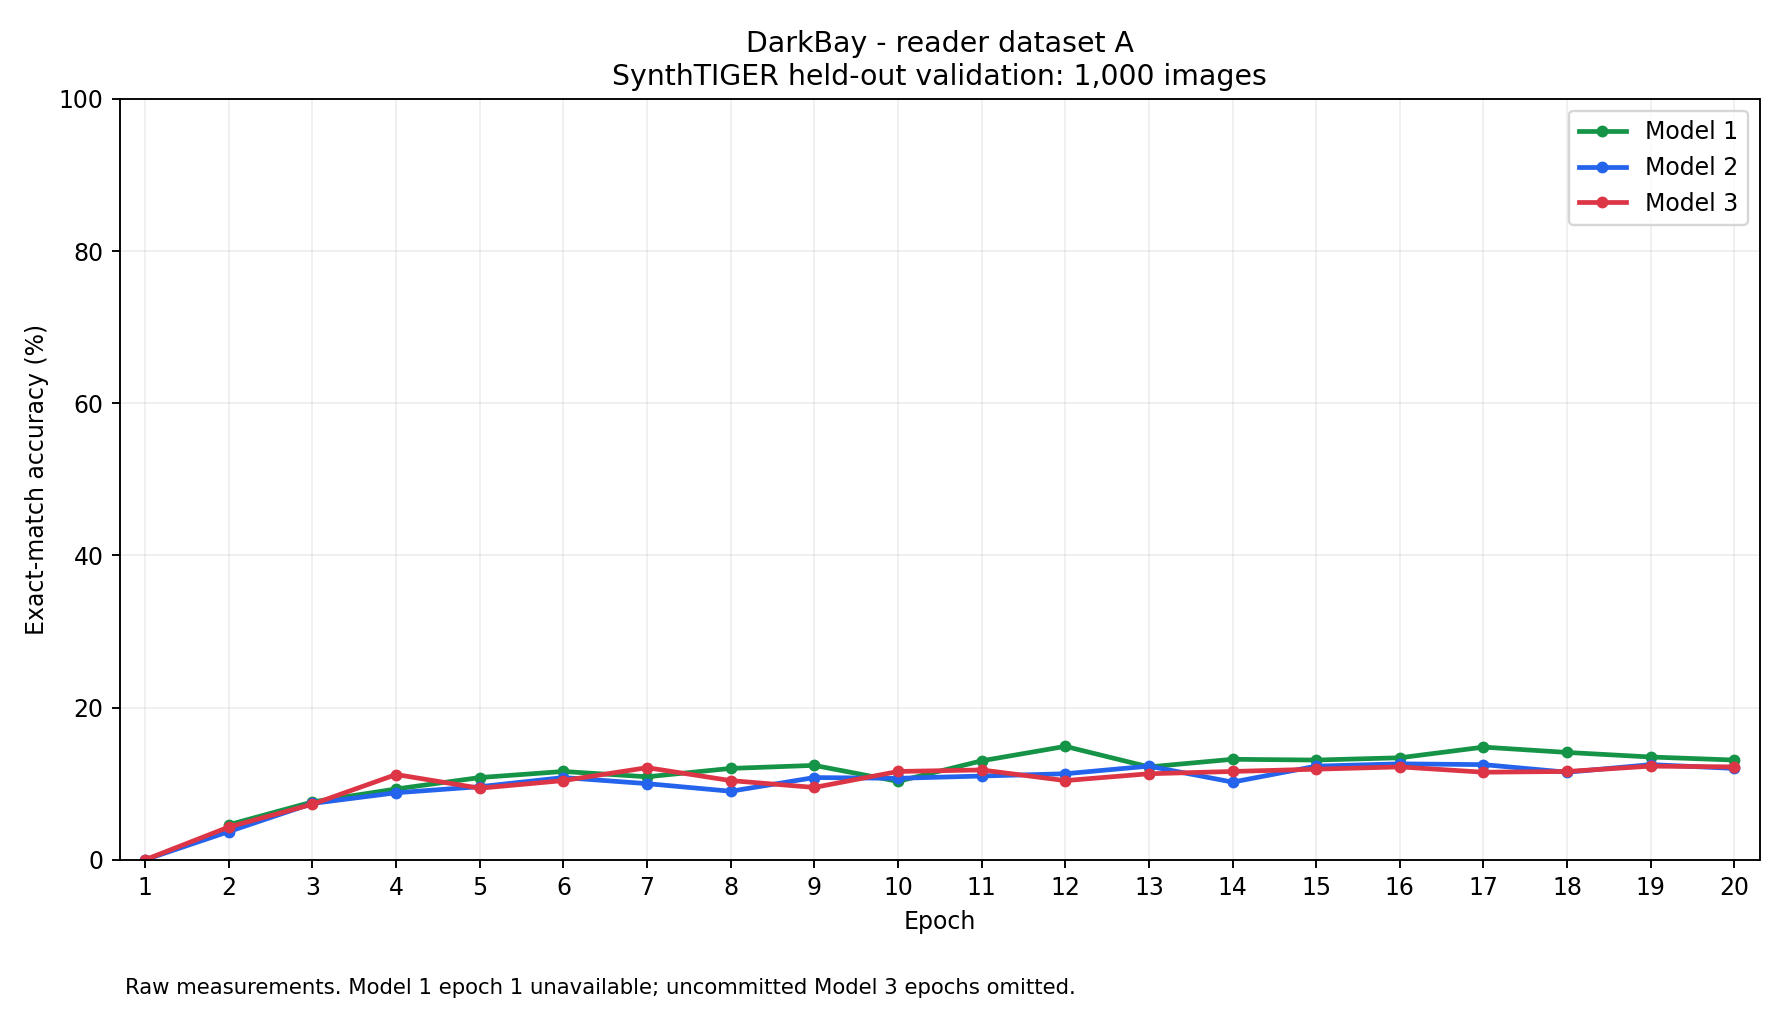 DarkBay - reader dataset A
SynthTIGER held-out validation: 1,000 images
100
80
60
40
20
0
Exact-match accuracy (%)
Model 1
Model 2
Model 3
1 2 3 4 5 6 7 8 9 10 11 12 13 14 15 16 17 18 19 20
Epoch
Raw measurements. Model 1 epoch 1 unavailable; uncommitted Model 3 epochs omitted.